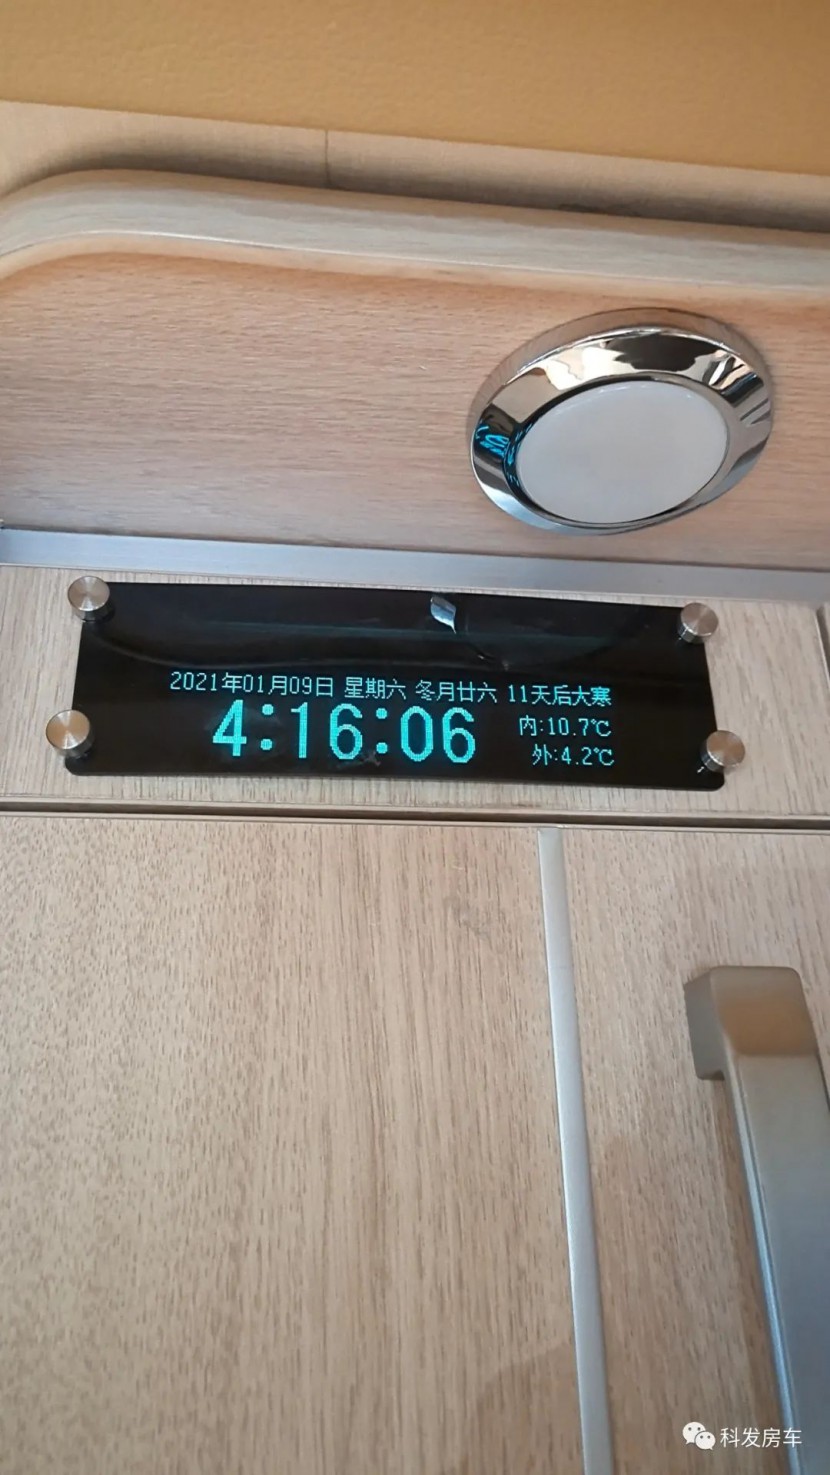 2021年01月09日 星期六 冬月廿六 11天后大寒
4:16:06
内:10.7℃
外:4.2℃
科发房车